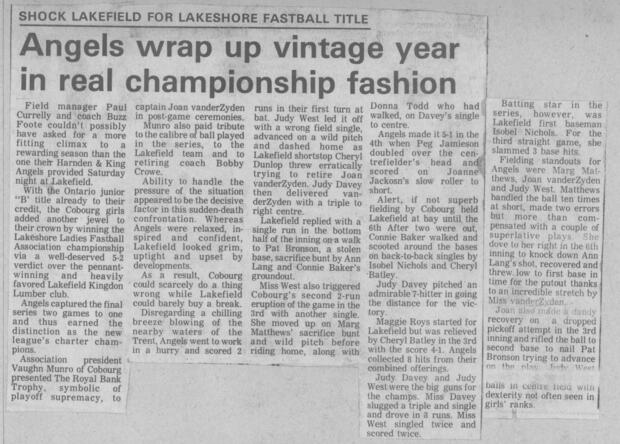 SHOCK LAKEFIELD FOR LAKESHORE FASTBALL TITLE
Angels wrap up vintage year
in real championship fashion
Field manager Paul
Currelly and coach Buzz
Foote couldn't possibly
have asked for a more
fitting climax to a
rewarding season than the
one their Harnden & King
Angels provided Saturday
night at Lakefield.
With the Ontario junior
"B' title already to their
credit, the Cobourg girls
added another jewel to
their crown by winning the
Lakeshore Ladies Fastball
Association championship
via a well-deserved 5-2
verdict over the pennant-
winning and heavily
favored Lakefield Kingdon
Lumber club.
Angels captured the final
series two games to one
and thus earned the
distinction as the new
league's charter cham-
pions.
Association president
Vaughn Munro of Cobourg
presented The Royal Bank
Trophy, symbolic of
playoff supremacy, to
captain Joan vanderZyden
in post-game ceremonies.
Munro also paid tribute
to the calibre of ball played
in the series, to the
Lakefield team and to
retiring coach Bobby
Crowe.
Ability to handle the
pressure of the situation
appeared to be the decisive
factor in this sudden-death
confrontation. Whereas
Angels were relaxed, in-
spired and confident,
Lakefield looked grim,
uptight and upset by
developments.
As a result, Cobourg
could scarcely do a thing
wrong while Lakefield
could barely buy a break.
Disregarding a chilling
breeze blowing of the
nearby waters of the
Trent, Angels went to work
in a hurry and scored 2
runs in their first turn at
bat. Judy West led it off
with a wrong field single,
advanced on a wild pitch
and dashed home as
Lakefield shortstop Cheryl
Dunlop threw erratically
trying to retire Joan
vanderZyden. Judy Davey
then delivered van-
derZyden with a triple to
right centre.
Lakefield replied with a
single run in the bottom
half of the inning on a walk
to Pat Bronson, a stolen
base, sacrifice bunt by Ann
Lang and Connie Baker's
groundout.
Miss West also triggered
Cobourg's second 2-run
eruption of the game in the
3rd with another single.
She moved up on Marg
Matthews' sacrifice bunt
and wild pitch before
riding home, along with
Donna Todd who had
walked, on Davey's single
to centre.
Angels made it 5-1 in the
4th when Peg Jamieson
doubled over the cen-
trefielder's head and
scored on Joanne
Jackosn's slow roller to
short.
Alert, if not superb
fielding by Cobourg held
Lakefield at bay until the
6th After two were out,
Connie Baker walked and
scooted around the bases
on back-to-back singles by
Isobel Nichols and Cheryl
Batley.
Judy Davey pitched an
admirable 7-hitter in going
the distance for the vic-
tory.
Maggie Roys started for
Lakefield but was relieved
by Cheryl Batley in the 3rd
with the score 4-1. Angels
collected 8 hits from their
combined offerings.
Judy Davey and Judy
West were the big guns for
the champs. Miss Davey
slugged a triple and single
and drove in 3 runs. Miss
West singled twice and
scored twice.
Batting star in the
series, however, was
Lakefield first baseman
Isobel Nichols. For the
third straight game, she
slammed 3 base hits.
Fielding standouts for
Angels were Marg Mat-
thews, Joan vanderZyden
and Judy West. Matthews
handled the ball ten times
at short, made two errors
but more than com-
pensated with a couple of
superlative plays. She
dove to her right in the 6th
inning to knock down Ann
Lang's shot, recovered and
threw low to first base in
time for the putout thanks to
an incredible stretch by
Miss vanderZyden.
Joan also made a dandy
recovery on a dropped
pickoff attempt in the 3rd
inning and rifled the ball to
second base to nail Pat
Bronson trying to advance
on the play. Judy West
balls in centre field with
dexterity not often seen in
girls' ranks.